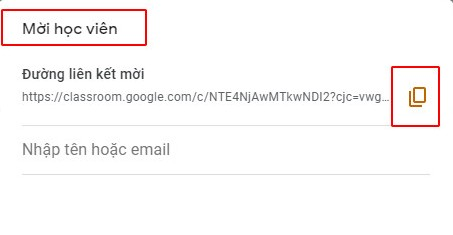 Mời học viên
Đường liên kết mời
https://classroom.google.com/c/NTE4NjAwMTkwNDI2?cjc=vwg...
Nhập tên hoặc email